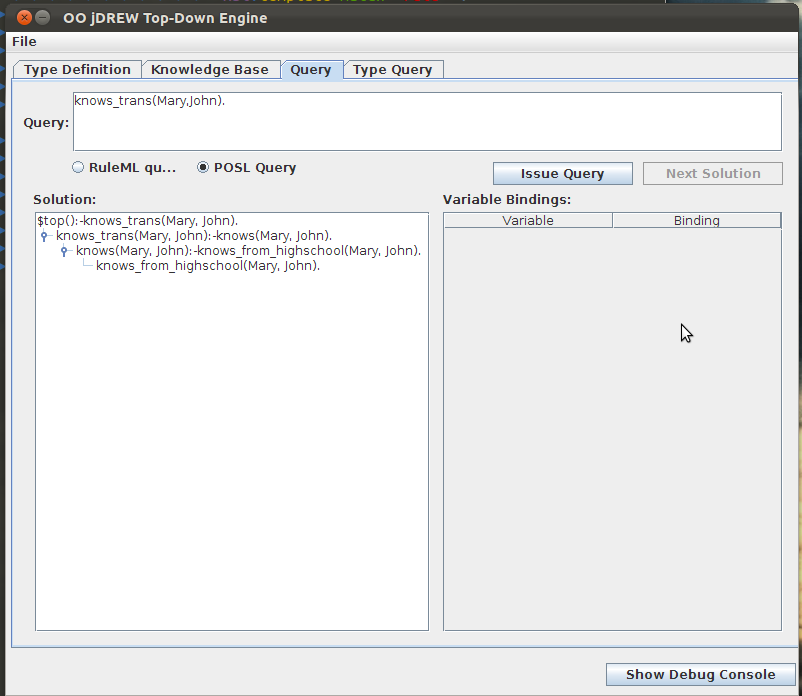 OO jDREW Top-Down Engine
File
Type Definition Knowledge Base Query Type Query
Query:
knows_trans(Mary,John).
RuleML qu... POSL Query
Issue Query Next Solution
Solution:
Variable Bindings:
$top():-knows_trans(Mary, John).
knows_trans(Mary, John):-knows(Mary, John).
knows(Mary, John):-knows_from_highschool(Mary, John).
knows_from_highschool(Mary, John).
Variable Binding
Show Debug Console